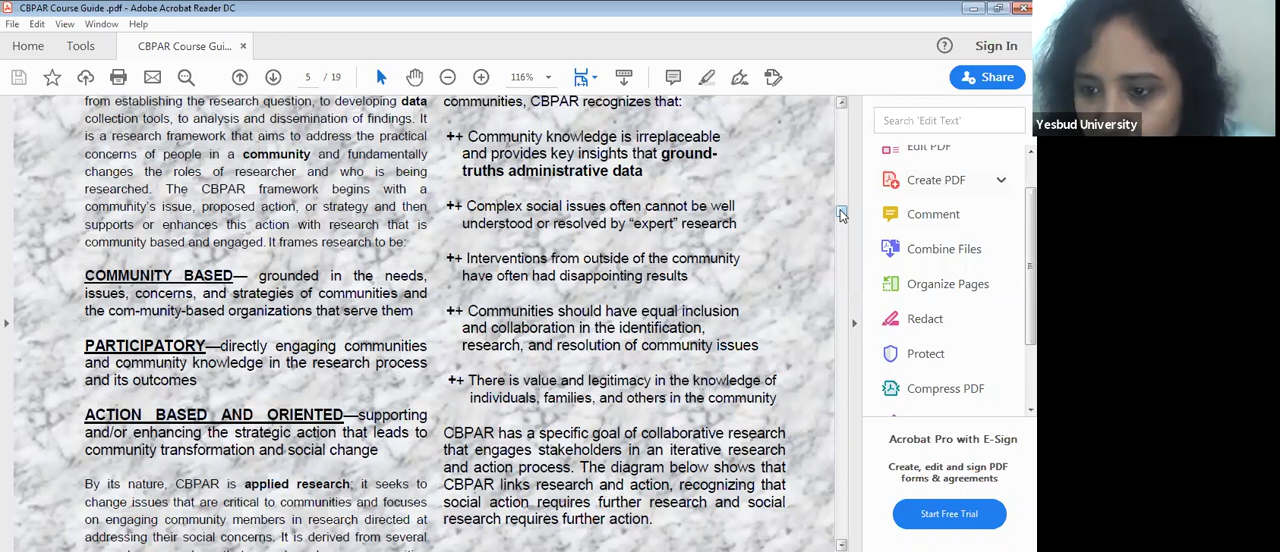 CBPAR Course Guide .pdf - Adobe Acrobat Reader DC
File Edit View Window Help
Home Tools CBPAR Course Gui... × Sign In
5 / 19 116% Share
from establishing the research question, to developing data
collection tools, to analysis and dissemination of findings. It
is a research framework that aims to address the practical
concerns of people in a community and fundamentally
changes the roles of researcher and who is being
researched. The CBPAR framework begins with a
community's issue, proposed action, or strategy and then
supports or enhances this action with research that is
community based and engaged. It frames research to be:
COMMUNITY BASED— grounded in the needs,
issues, concerns, and strategies of communities and
the com-munity-based organizations that serve them
PARTICIPATORY—directly engaging communities
and community knowledge in the research process
and its outcomes
ACTION BASED AND ORIENTED—supporting
and/or enhancing the strategic action that leads to
community transformation and social change
By its nature, CBPAR is applied research; it seeks to
change issues that are critical to communities and focuses
on engaging community members in research directed at
addressing their social concerns. It is derived from several
communities, CBPAR recognizes that:
++ Community knowledge is irreplaceable
and provides key insights that ground-
truths administrative data
++ Complex social issues often cannot be well
understood or resolved by “expert” research
++ Interventions from outside of the community
have often had disappointing results
++ Communities should have equal inclusion
and collaboration in the identification,
research, and resolution of community issues
++ There is value and legitimacy in the knowledge of
individuals, families, and others in the community
CBPAR has a specific goal of collaborative research
that engages stakeholders in an iterative research
and action process. The diagram below shows that
CBPAR links research and action, recognizing that
social action requires further research and social
research requires further action.
Search 'Edit Text'
Edit PDF
Create PDF
Comment
Combine Files
Organize Pages
Redact
Protect
Compress PDF
Acrobat Pro with E-Sign
Create, edit and sign PDF
forms & agreements
Start Free Trial
Yesbud University